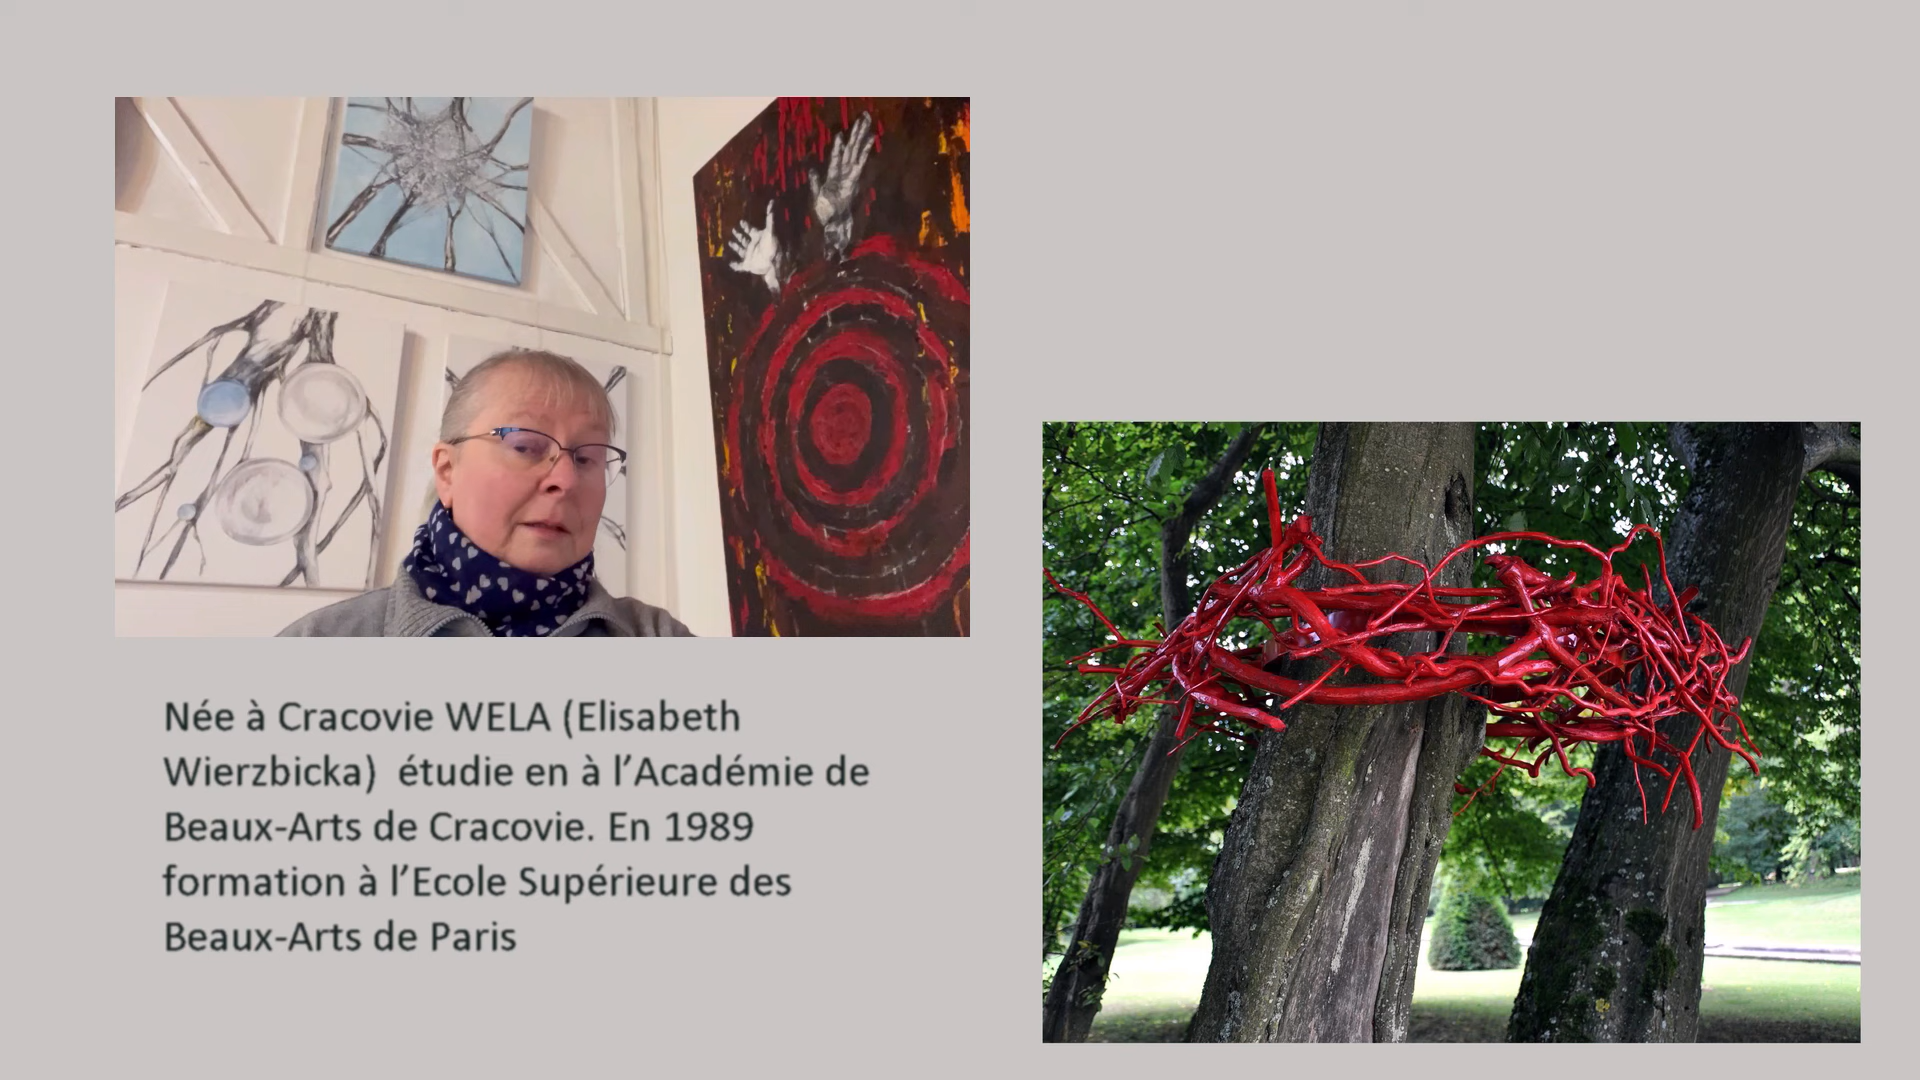 Née à Cracovie WELA (Elisabeth
Wierzbicka)  étudie en à l’Académie de
Beaux-Arts de Cracovie. En 1989
formation à l’Ecole Supérieure des
Beaux-Arts de Paris